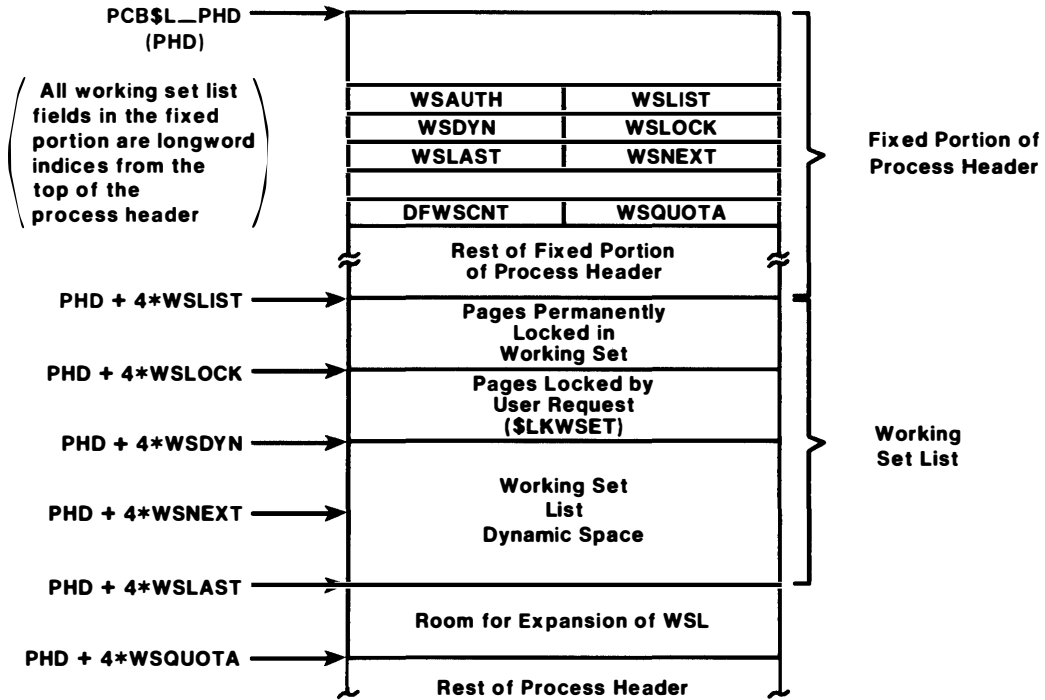 PCB$L_PHD
(PHD)
All working set list
fields in the fixed
portion are longword
indices from the
top of the
process header
WSAUTH WSLIST
WSDYN WSLOCK
WSLAST WSNEXT
DFWSCNT WSQUOTA
Rest of Fixed Portion
of Process Header
Fixed Portion of
Process Header
PHD + 4*WSLIST
Pages Permanently
Locked in
Working Set
PHD + 4*WSLOCK
Pages Locked by
User Request
($LKWSET)
PHD + 4*WSDYN
Working Set
List
Dynamic Space
PHD + 4*WSNEXT
Working
Set List
PHD + 4*WSLAST
Room for Expansion of WSL
PHD + 4*WSQUOTA
Rest of Process Header